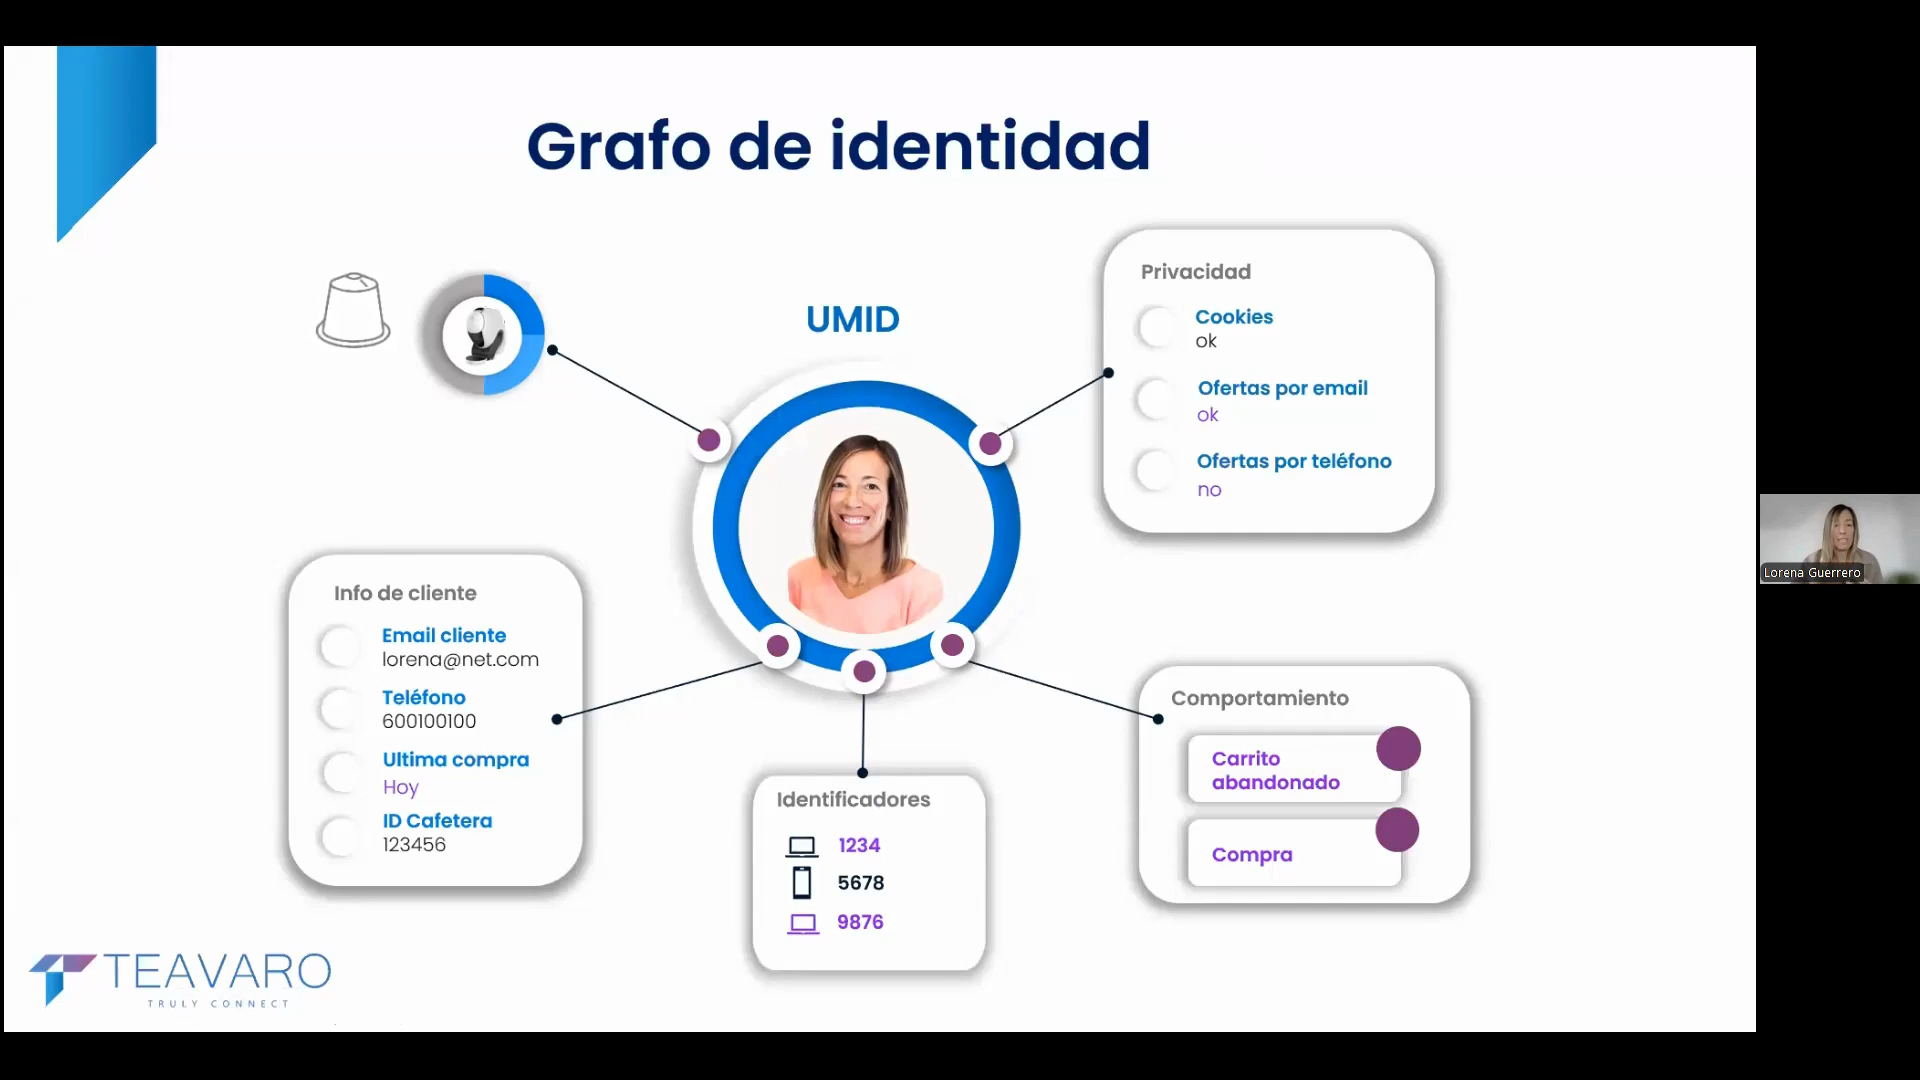 Grafo de identidad
UMID
Privacidad
Cookies
ok
Ofertas por email
ok
Ofertas por teléfono
no
Info de cliente
Email cliente
lorena@net.com
Teléfono
600100100
Ultima compra
Hoy
ID Cafetera
123456
Identificadores
1234
5678
9876
Comportamiento
Carrito
abandonado
Compra
TEAVARO
TRULY CONNECT
Lorena Guerrero